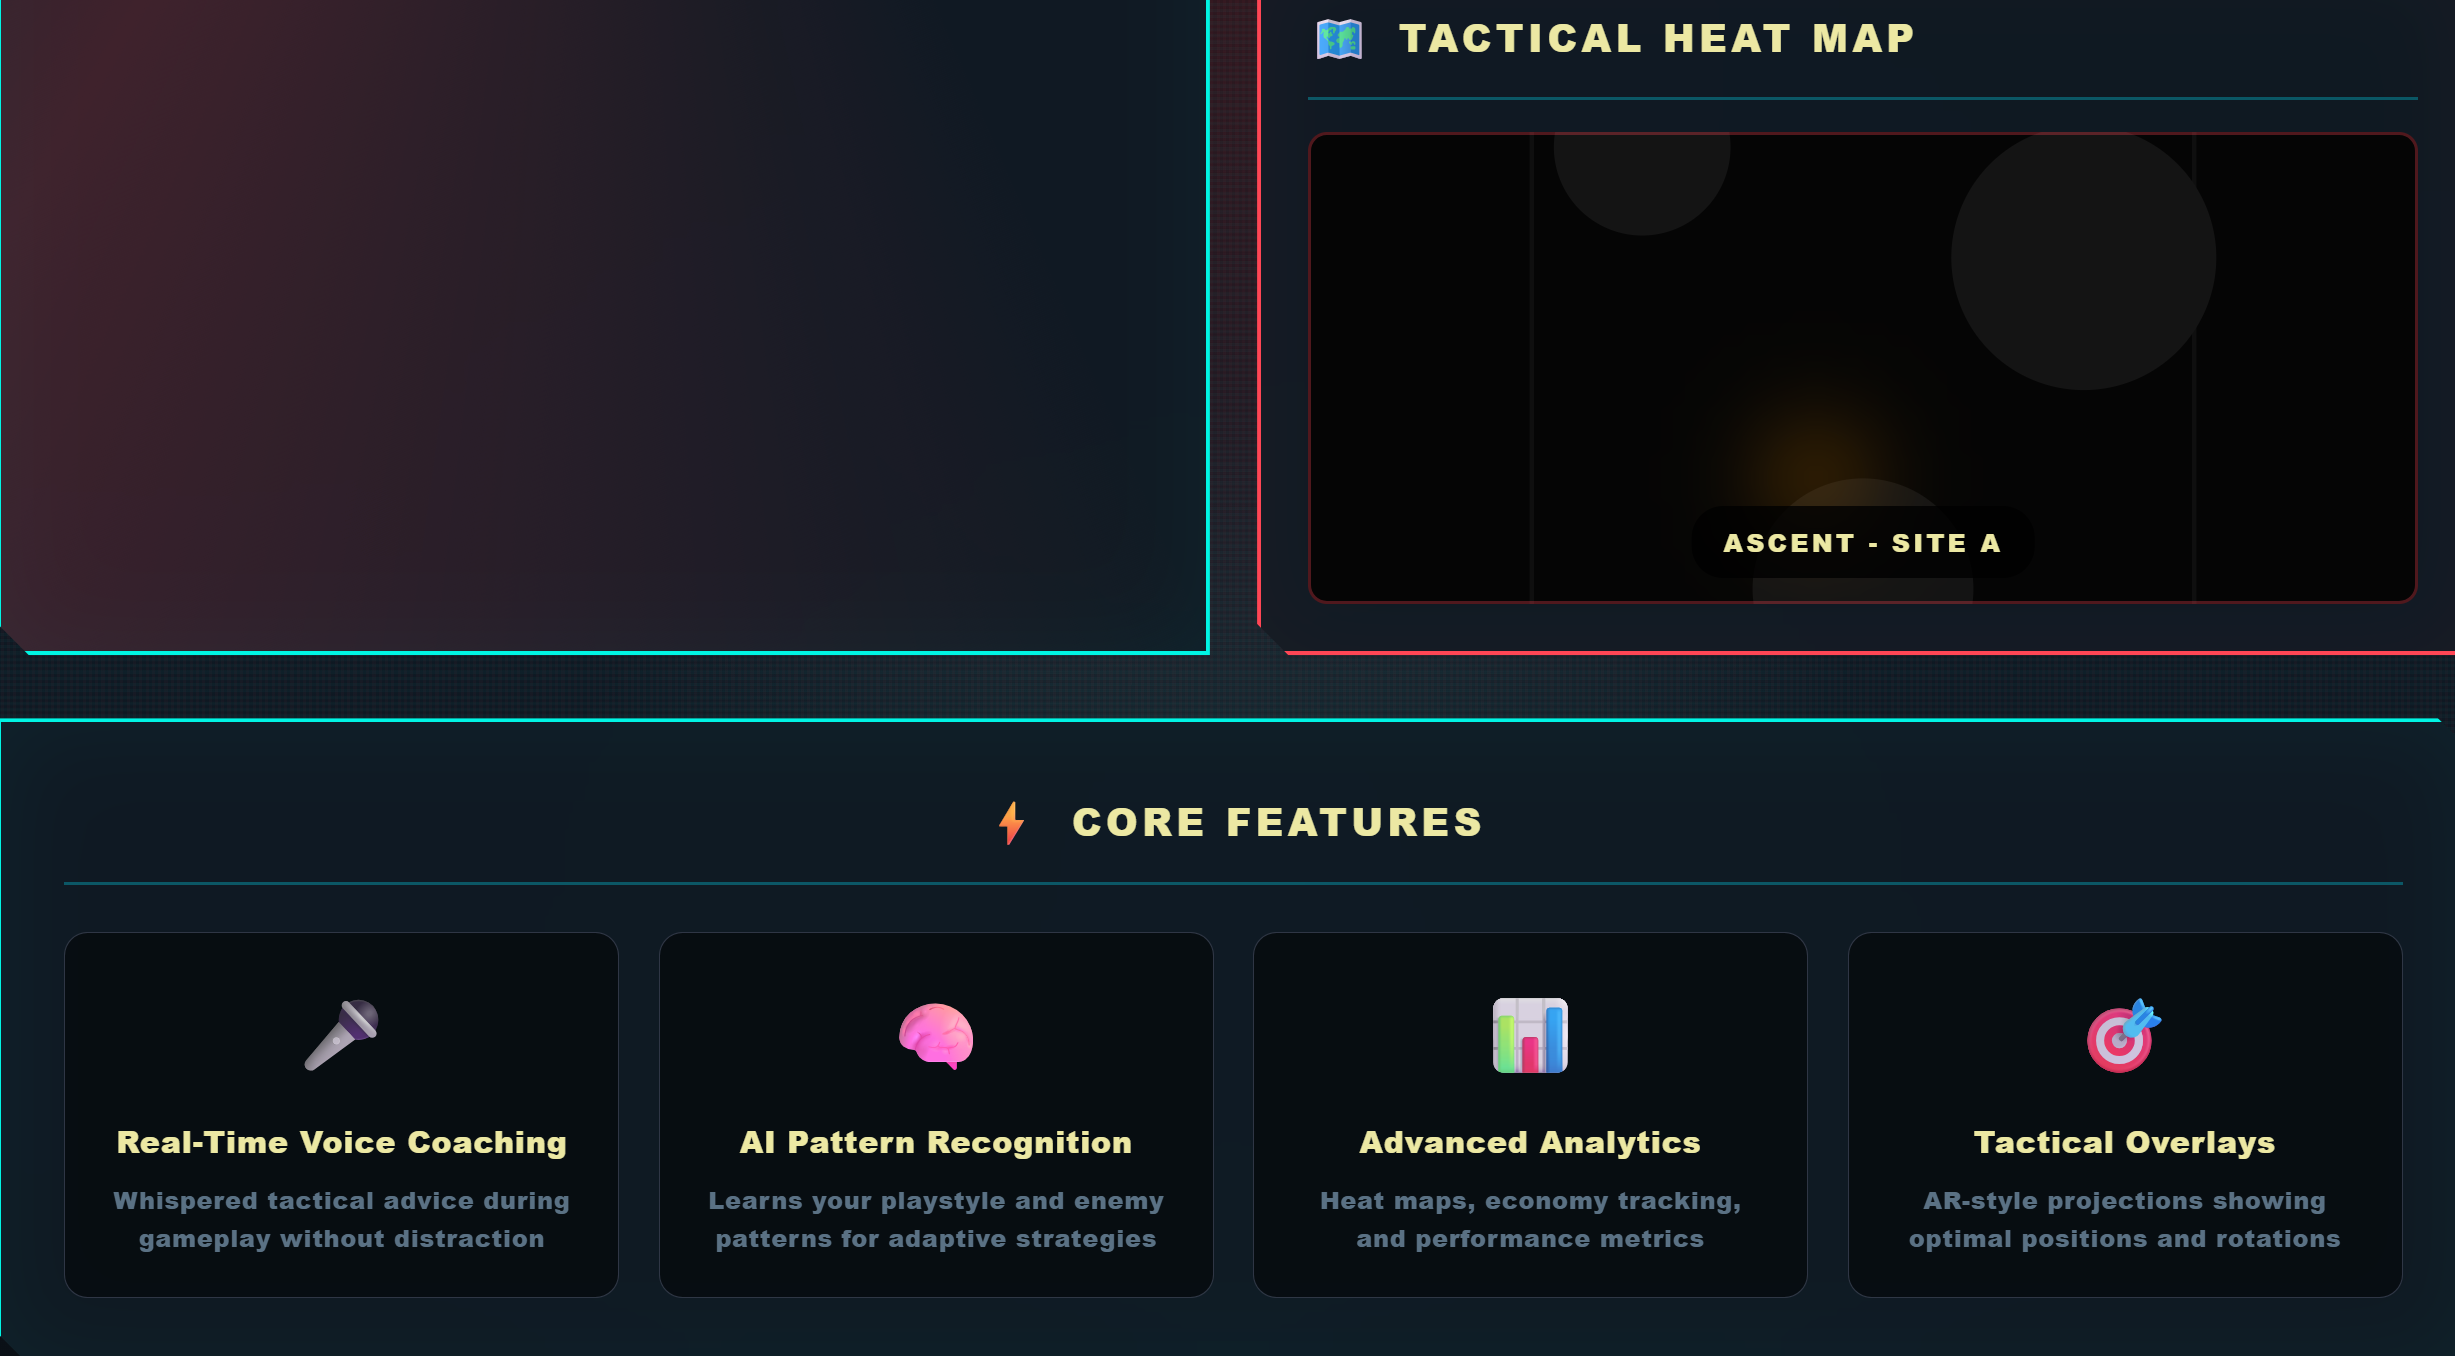 TACTICAL HEAT MAP
ASCENT - SITE A
CORE FEATURES
Real-Time Voice Coaching
Whispered tactical advice during
gameplay without distraction
AI Pattern Recognition
Learns your playstyle and enemy
patterns for adaptive strategies
Advanced Analytics
Heat maps, economy tracking,
and performance metrics
Tactical Overlays
AR-style projections showing
optimal positions and rotations